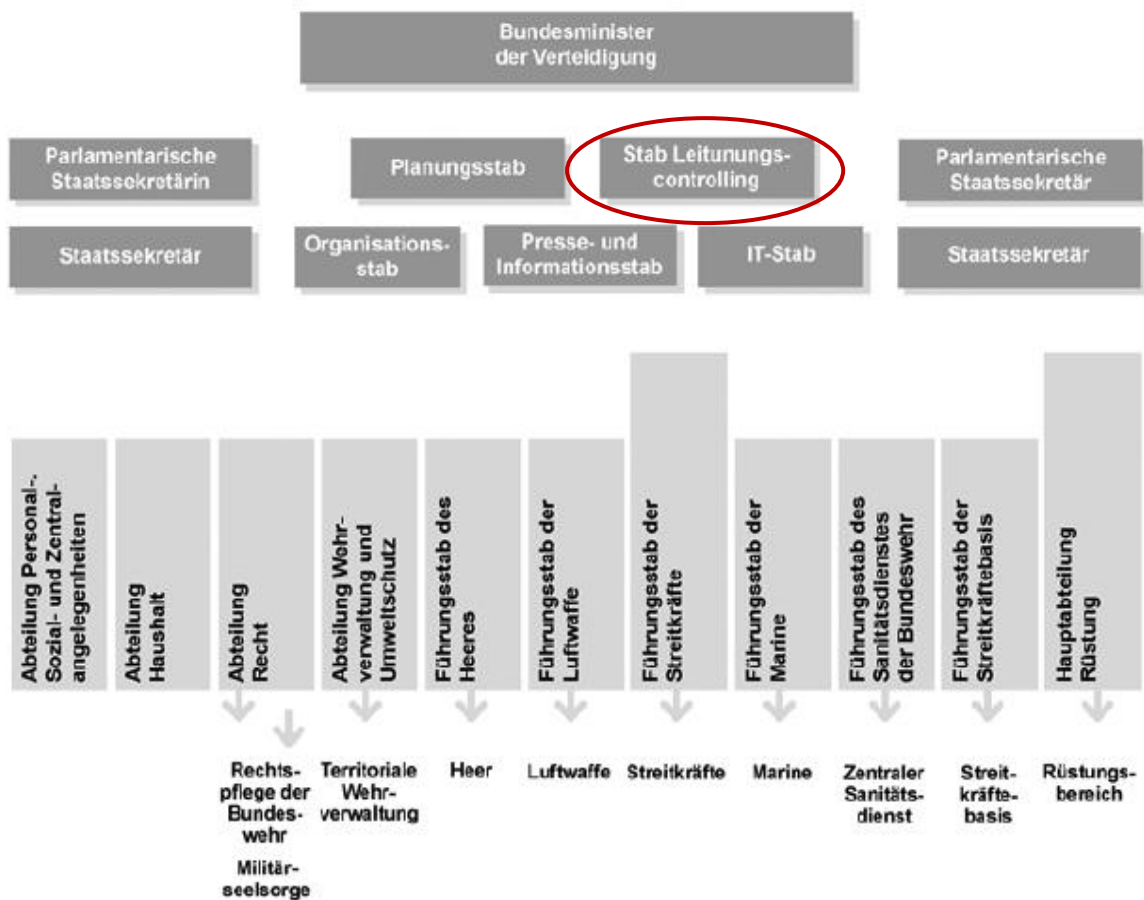 Bundesminister
der Verteidigung
Parlamentarische
Staatssekretärin
Planungsstab
Stab Leitunungs-
controlling
Parlamentarische
Staatssekretär
Staatssekretär
Organisations-
stab
Presse- und
Informationsstab
IT-Stab
Staatssekretär
Abteilung Personal-.
Sozial- und Zentral-
angelegenheiten
Abteilung
Haushalt
Abteilung
Recht
Abteilung Wehr-
verwaltung und
Umweltschutz
Führungsstab des
Heeres
Führungsstab der
Luftwaffe
Führungsstab der
Streitkräfte
Führungsstab der
Marine
Führungsstab des
Sanitätsdienstes
der Bundeswehr
Führungsstab der
Streitkräftebasis
Hauptabteilung
Rüstung
Rechts-
pflege der
Bundes-
wehr
Militär-
seelsorge
Territoriale
Wehr-
verwaltung
Heer
Luftwaffe
Streitkräfte
Marine
Zentraler
Sanitäts-
dienst
Streit-
kräfte-
basis
Rüstungs-
bereich